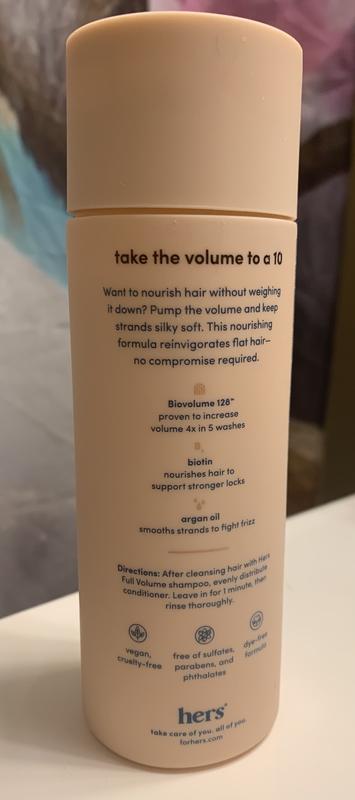 take the volume to a 10
Want to nourish hair without weighing
it down? Pump the volume and keep
strands silky soft. This nourishing
formula reinvigorates flat hair—
no compromise required.
Biovolume 128™
proven to increase
volume 4x in 5 washes
biotin
nourishes hair to
support stronger locks
argan oil
smooths strands to fight frizz
Directions: After cleansing hair with Hers
Full Volume shampoo, evenly distribute
conditioner. Leave in for 1 minute, then
rinse thoroughly.
vegan,
cruelty-free
free of sulfates,
parabens, and
phthalates
dye-free
formula
hers®
take care of you. all of you.
forhers.com